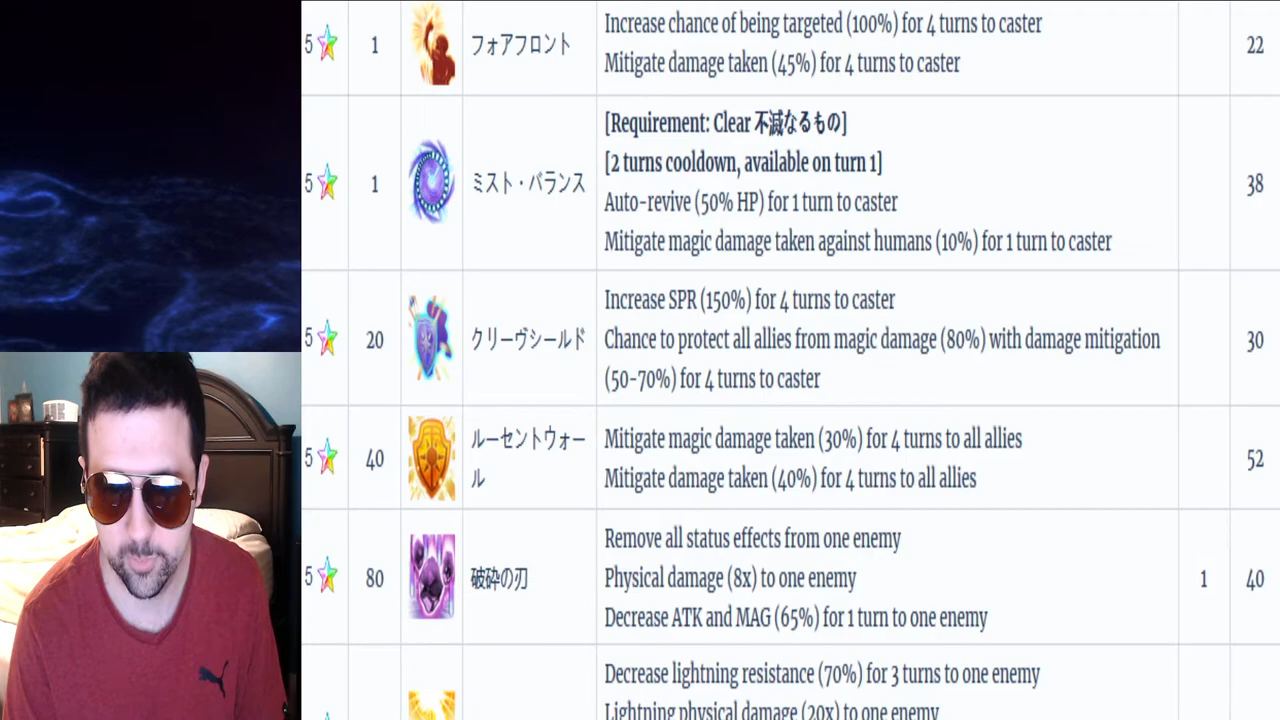 5 1 フォアフロント Increase chance of being targeted (100%) for 4 turns to caster 22
Mitigate damage taken (45%) for 4 turns to caster
5 1 ミスト・バランス [Requirement: Clear 不滅なるもの] 38
[2 turns cooldown, available on turn 1]
Auto-revive (50% HP) for 1 turn to caster
Mitigate magic damage taken against humans (10%) for 1 turn to caster
5 20 クリーヴシールド Increase SPR (150%) for 4 turns to caster 30
Chance to protect all allies from magic damage (80%) with damage mitigation
(50-70%) for 4 turns to caster
5 40 ルーセントウォー
ル Mitigate magic damage taken (30%) for 4 turns to all allies 52
Mitigate damage taken (40%) for 4 turns to all allies
5 80 破砕の刃 Remove all status effects from one enemy 1 40
Physical damage (8x) to one enemy
Decrease ATK and MAG (65%) for 1 turn to one enemy
Decrease lightning resistance (70%) for 3 turns to one enemy
Lightning physical damage (20x) to one enemy